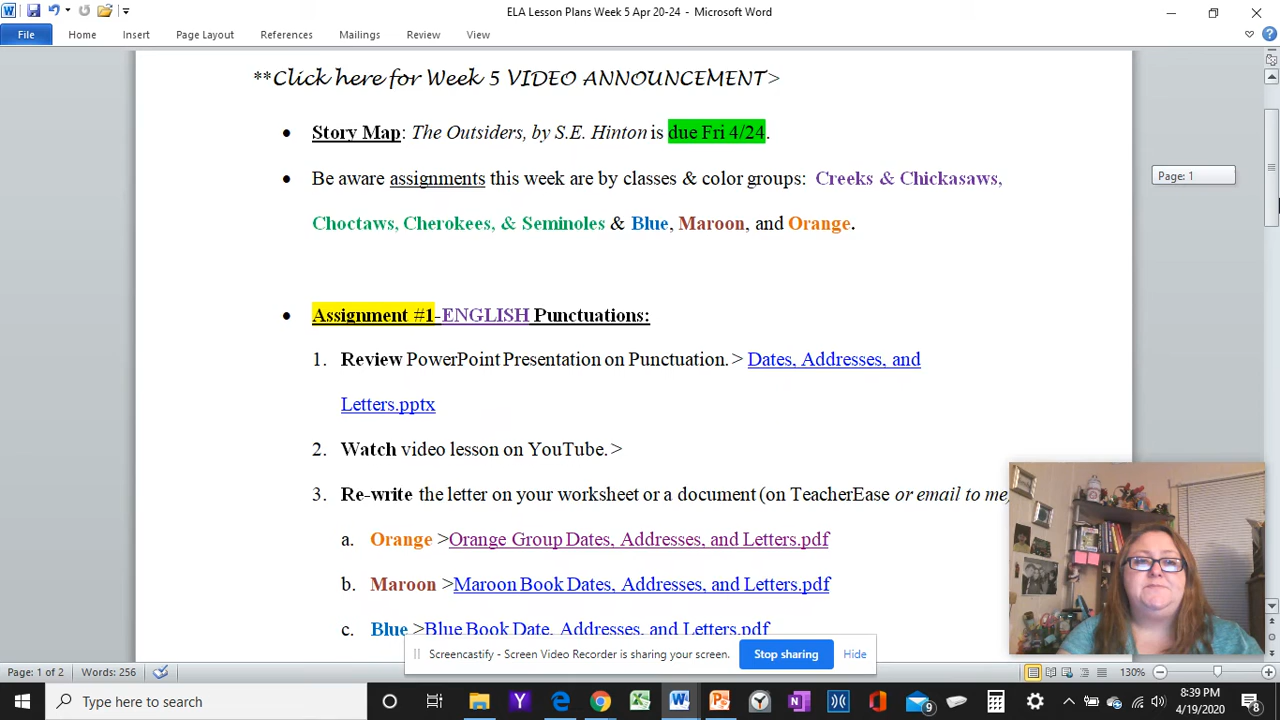 ELA Lesson Plans Week 5 Apr 20-24 - Microsoft Word
File Home Insert Page Layout References Mailings Review View
**Click here for Week 5 VIDEO ANNOUNCEMENT>
• Story Map: The Outsiders, by S.E. Hinton is due Fri 4/24.
Page: 1
• Be aware assignments this week are by classes & color groups: Creeks & Chickasaws,
Choctaws, Cherokees, & Seminoles & Blue, Maroon, and Orange.
• Assignment #1-ENGLISH Punctuations:
1. Review PowerPoint Presentation on Punctuation.> Dates, Addresses, and
Letters.pptx
2. Watch video lesson on YouTube.>
3. Re-write the letter on your worksheet or a document (on TeacherEase or email to me)
a. Orange >Orange Group Dates, Addresses, and Letters.pdf
b. Maroon >Maroon Book Dates, Addresses, and Letters.pdf
c. Blue >Blue Book Date, Addresses, and Letters.pdf
Screencastify - Screen Video Recorder is sharing your screen. Stop sharing Hide
Page: 1 of 2 Words: 256 130%
Type here to search
9
8:39 PM
4/19/2020
8